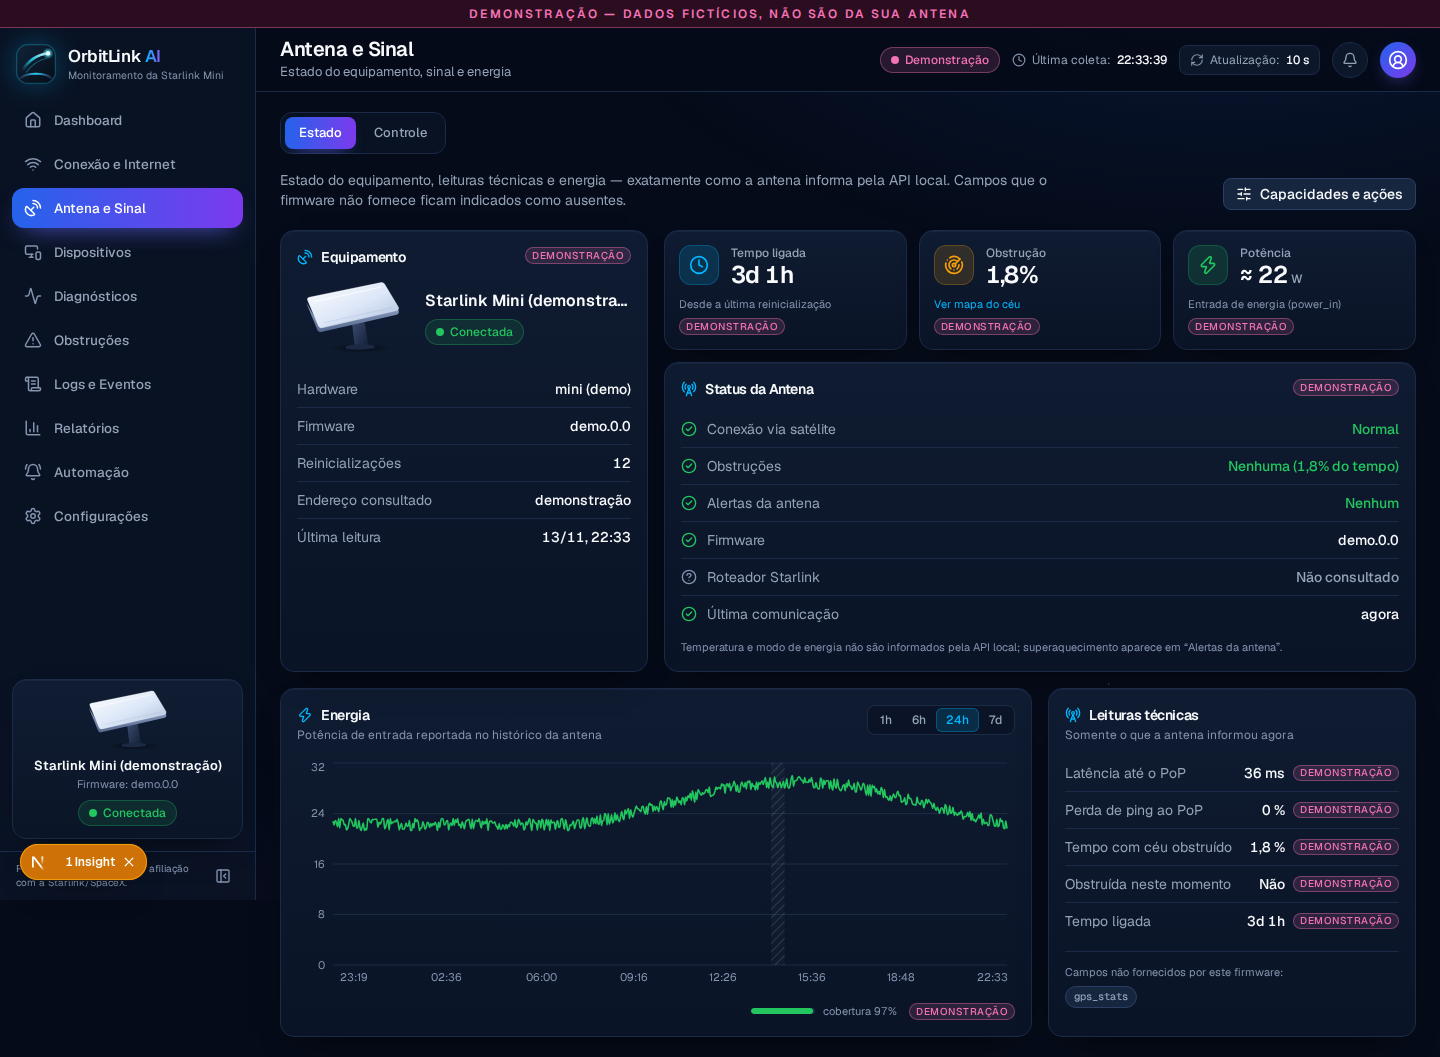 DEMONSTRAÇÃO — DADOS FICTÍCIOS, NÃO SÃO DA SUA ANTENA
OrbitLink AI
Monitoramento da Starlink Mini
Dashboard
Conexão e Internet
Antena e Sinal
Dispositivos
Diagnósticos
Obstruções
Logs e Eventos
Relatórios
Automação
Configurações
Starlink Mini (demonstração)
Firmware: demo.0.0
Conectada
1 Insight
afiliação
com a Starlink/SpaceX.
Antena e Sinal
Estado do equipamento, sinal e energia
Demonstração
Última coleta: 22:33:39
Atualização: 10 s
Estado
Controle
Estado do equipamento, leituras técnicas e energia — exatamente como a antena informa pela API local. Campos que o
firmware não fornece ficam indicados como ausentes.
Capacidades e ações
Equipamento
DEMONSTRAÇÃO
Starlink Mini (demonstra...
Conectada
Hardware mini (demo)
Firmware demo.0.0
Reinicializações 12
Endereço consultado demonstração
Última leitura 13/11, 22:33
Tempo ligada
3d 1h
Desde a última reinicialização
DEMONSTRAÇÃO
Obstrução
1,8%
Ver mapa do céu
DEMONSTRAÇÃO
Potência
≈ 22 W
Entrada de energia (power_in)
DEMONSTRAÇÃO
Status da Antena
DEMONSTRAÇÃO
Conexão via satélite Normal
Obstruções Nenhuma (1,8% do tempo)
Alertas da antena Nenhum
Firmware demo.0.0
Roteador Starlink Não consultado
Última comunicação agora
Temperatura e modo de energia não são informados pela API local; superaquecimento aparece em “Alertas da antena”.
Energia
Potência de entrada reportada no histórico da antena
1h 6h 24h 7d
32
24
16
8
0
23:19 02:36 06:00 09:16 12:26 15:36 18:48 22:33
cobertura 97% DEMONSTRAÇÃO
Leituras técnicas
Somente o que a antena informou agora
Latência até o PoP 36 ms DEMONSTRAÇÃO
Perda de ping ao PoP 0 % DEMONSTRAÇÃO
Tempo com céu obstruído 1,8 % DEMONSTRAÇÃO
Obstruída neste momento Não DEMONSTRAÇÃO
Tempo ligada 3d 1h DEMONSTRAÇÃO
Campos não fornecidos por este firmware:
gps_stats